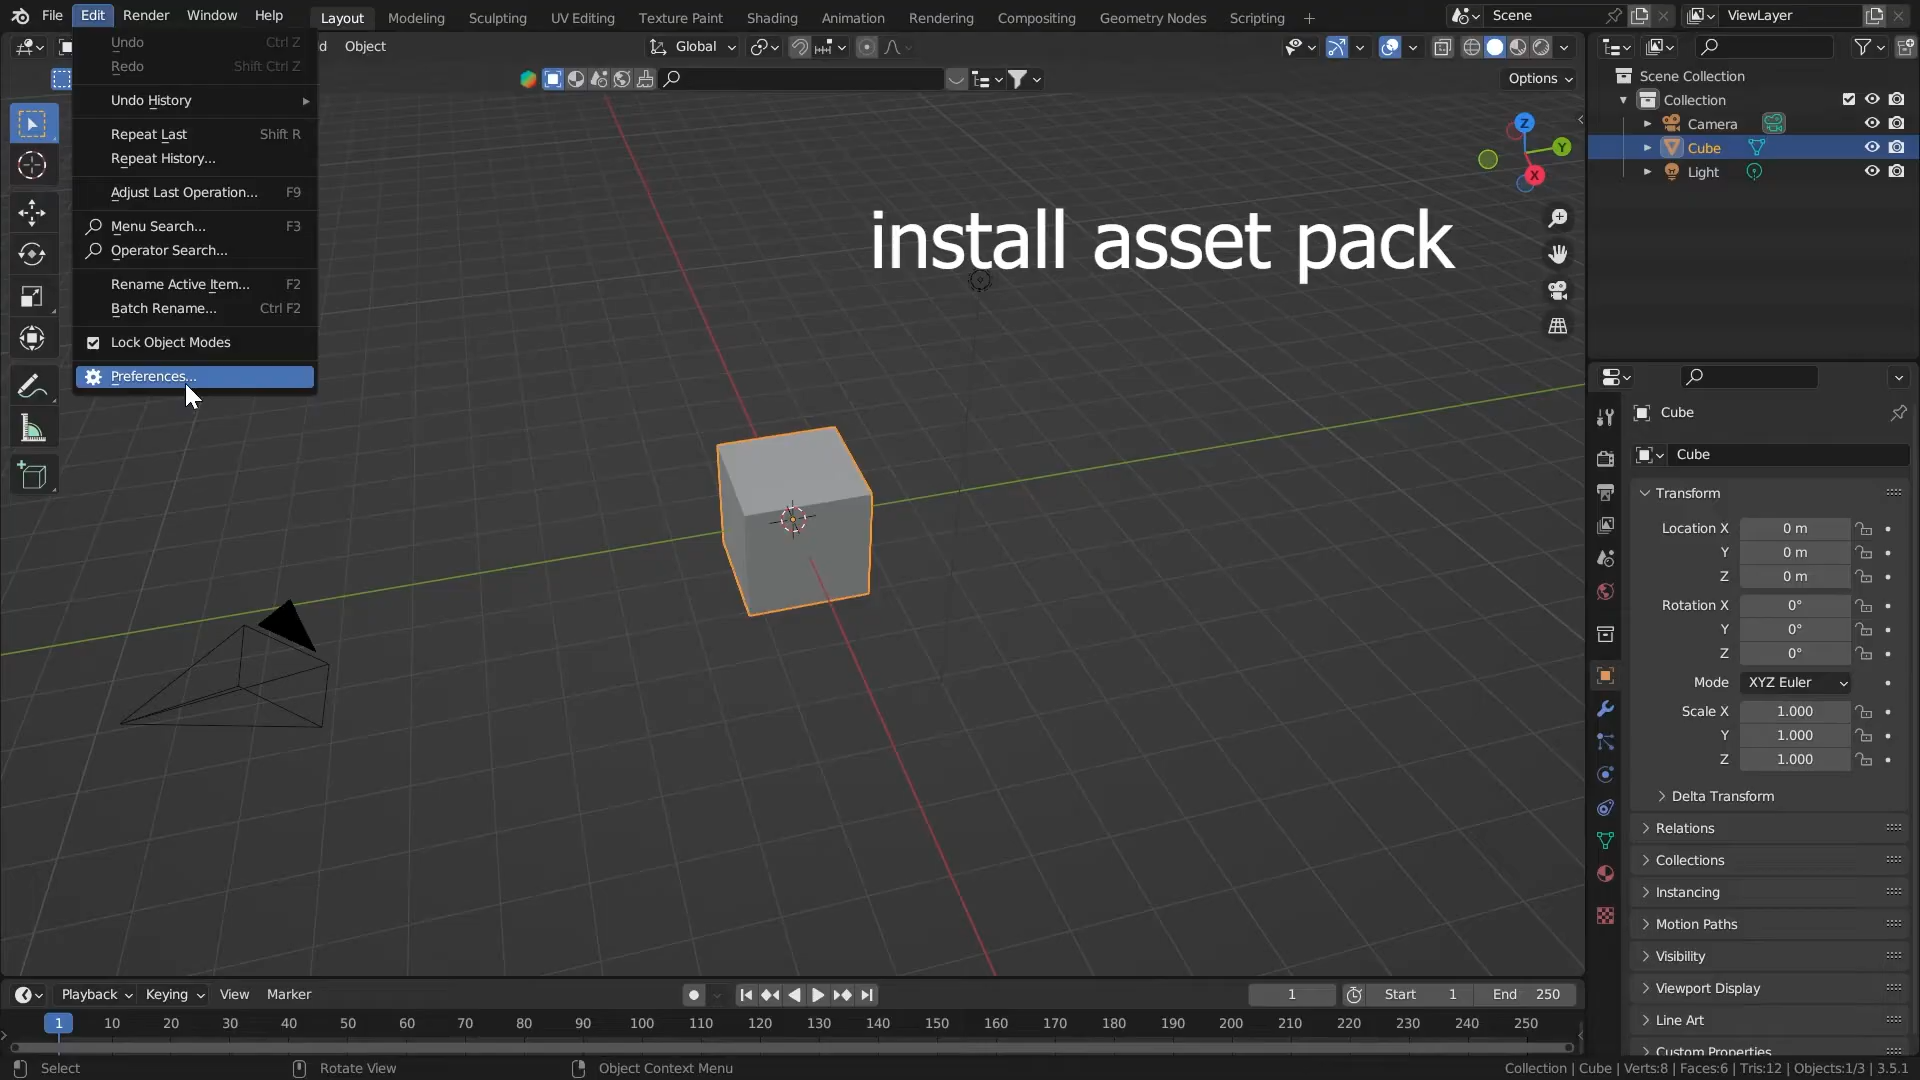 File Edit Render Window Help Layout Modeling Sculpting UV Editing Texture Paint Shading Animation Rendering Compositing Geometry Nodes Scripting + Scene ViewLayer
d Object Global
Options
Undo Ctrl Z
Redo Shift Ctrl Z
Undo History
Repeat Last Shift R
Repeat History...
Adjust Last Operation... F9
Menu Search... F3
Operator Search...
Rename Active Item... F2
Batch Rename... Ctrl F2
Lock Object Modes
Preferences...
install asset pack
Z
Y
X
Scene Collection
Collection
Camera
Cube
Light
Cube
Cube
Transform
Location X 0 m
Y 0 m
Z 0 m
Rotation X 0°
Y 0°
Z 0°
Mode XYZ Euler
Scale X 1.000
Y 1.000
Z 1.000
Delta Transform
Relations
Collections
Instancing
Motion Paths
Visibility
Viewport Display
Line Art
Custom Properties
Playback Keying View Marker 1 Start 1 End 250
1 10 20 30 40 50 60 70 80 90 100 110 120 130 140 150 160 170 180 190 200 210 220 230 240 250
Select Rotate View Object Context Menu Collection | Cube | Verts:8 | Faces:6 | Tris:12 | Objects:1/3 | 3.5.1